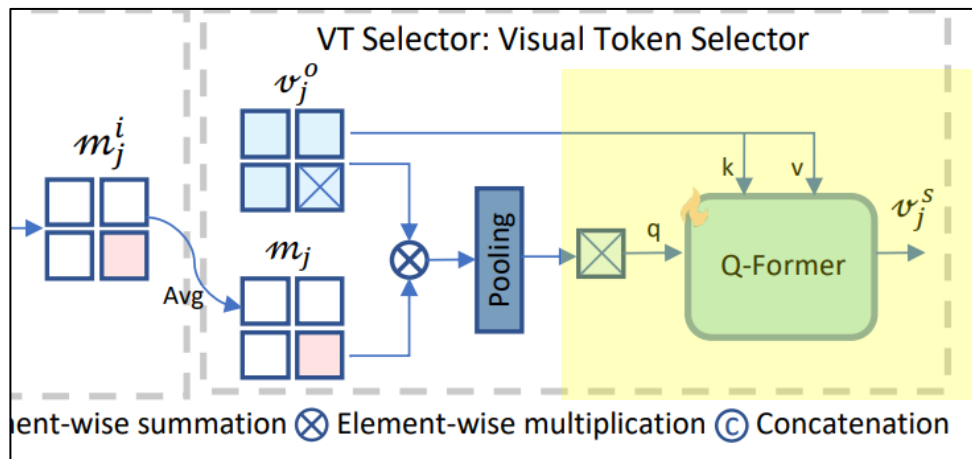 VT Selector: Visual Token Selector
v_j^o
m_j^i
k
v
v_j^s
Pooling
q
Q-Former
m_j
Avg
ent-wise summation ⊗ Element-wise multiplication © Concatenation